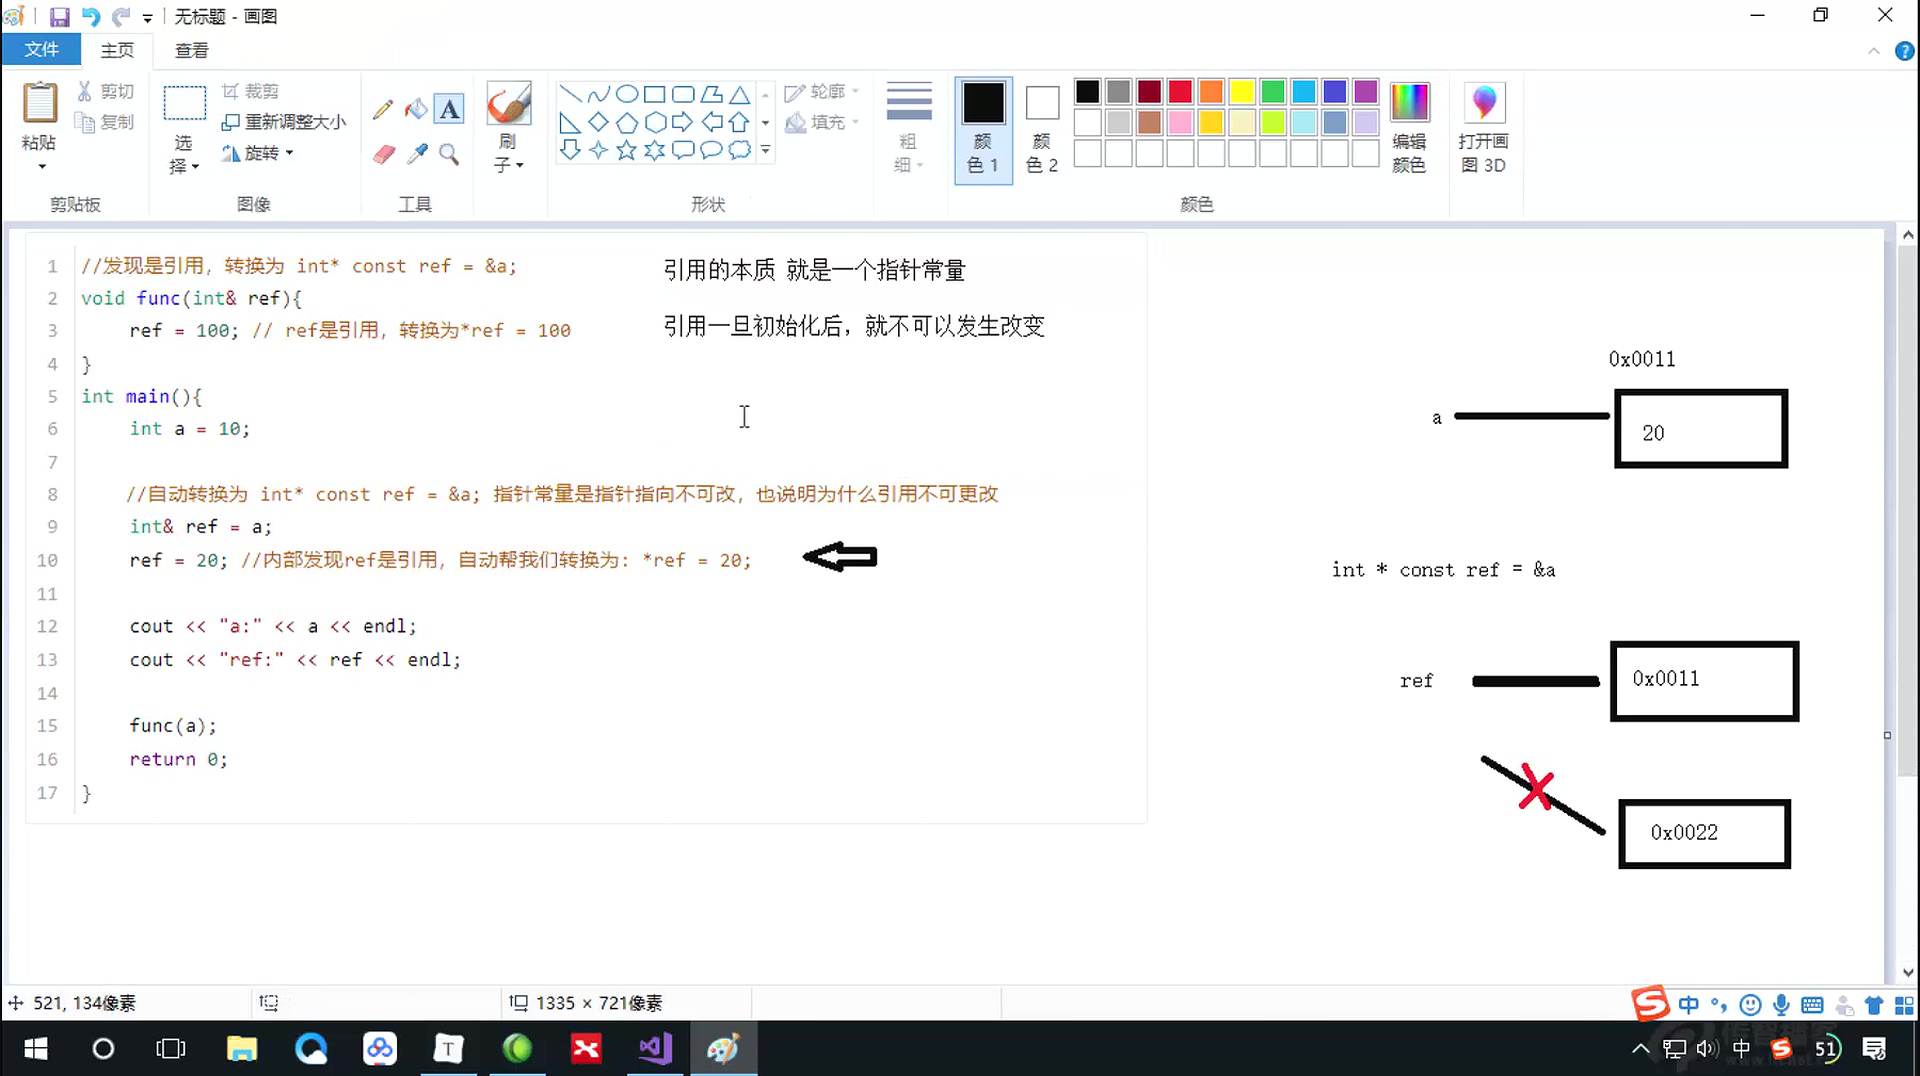 无标题 - 画图
文件 主页 查看
粘贴
剪切
复制
剪贴板
选择
裁剪
重新调整大小
旋转
图像
A
工具
刷子
形状
轮廓
填充
粗细
颜色 1
颜色 2
颜色
编辑颜色
打开画图 3D
1 //发现是引用，转换为 int* const ref = &a;
2 void func(int& ref){
3 ref = 100; // ref是引用，转换为*ref = 100
4 }
5 int main(){
6 int a = 10;
7
8 //自动转换为 int* const ref = &a; 指针常量是指针指向不可改，也说明为什么引用不可更改
9 int& ref = a;
10 ref = 20; //内部发现ref是引用，自动帮我们转换为: *ref = 20;
11
12 cout << "a:" << a << endl;
13 cout << "ref:" << ref << endl;
14
15 func(a);
16 return 0;
17 }
引用的本质 就是一个指针常量
引用一旦初始化后，就不可以发生改变
0x0011
a
20
int * const ref = &a
ref
0x0011
0x0022
521, 134像素
1335 × 721像素
中
T
中
51